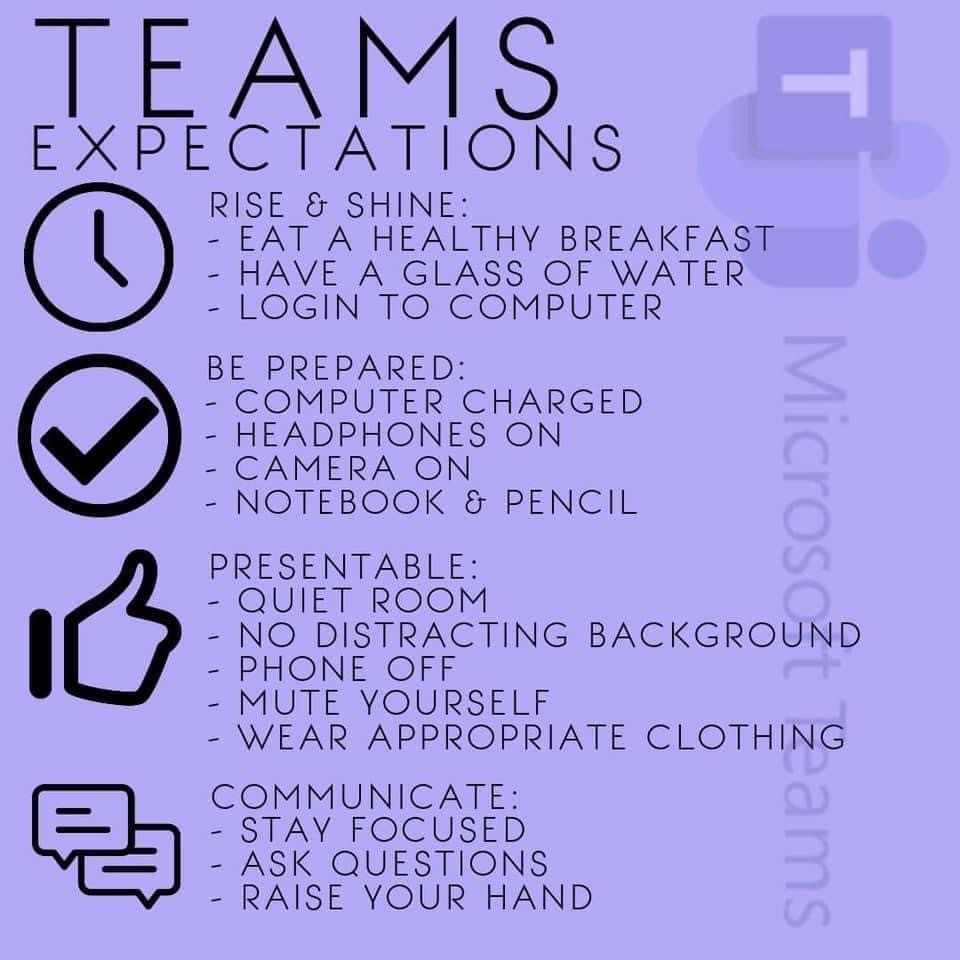 TEAMS
EXPECTATIONS
RISE & SHINE:
- EAT A HEALTHY BREAKFAST
- HAVE A GLASS OF WATER
- LOGIN TO COMPUTER
BE PREPARED:
- COMPUTER CHARGED
- HEADPHONES ON
- CAMERA ON
- NOTEBOOK & PENCIL
PRESENTABLE:
- QUIET ROOM
- NO DISTRACTING BACKGROUND
- PHONE OFF
- MUTE YOURSELF
- WEAR APPROPRIATE CLOTHING
COMMUNICATE:
- STAY FOCUSED
- ASK QUESTIONS
- RAISE YOUR HAND
T
Microsoft Teams